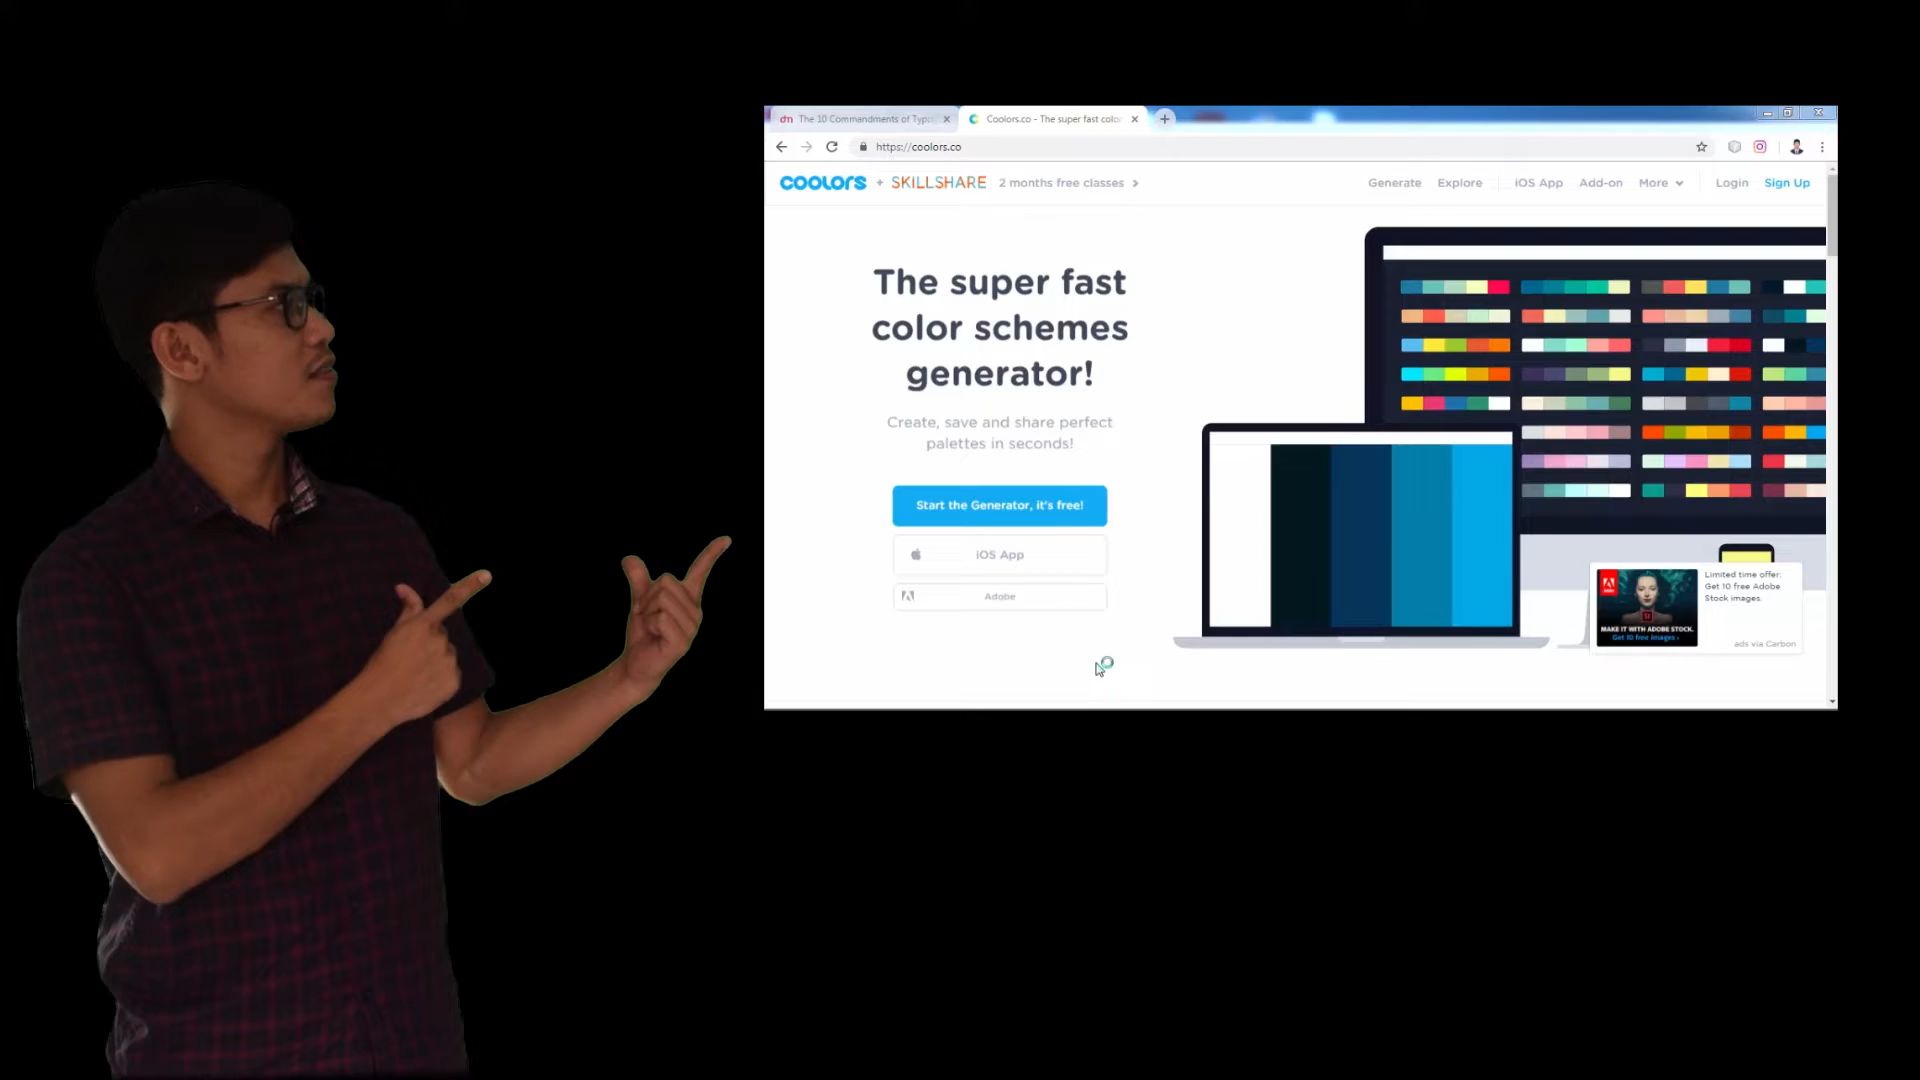 The 10 Commandments of Typo
Coolors.co - The super fast color
https://coolors.co
coolors + SKILLSHARE 2 months free classes
Generate Explore iOS App Add-on More Login Sign Up
The super fast
color schemes
generator!
Create, save and share perfect
palettes in seconds!
Start the Generator, it's free!
iOS App
Adobe
Limited time offer:
Get 10 free Adobe
Stock images.
MAKE IT WITH ADOBE STOCK.
Get 10 free images ›
ads via Carbon